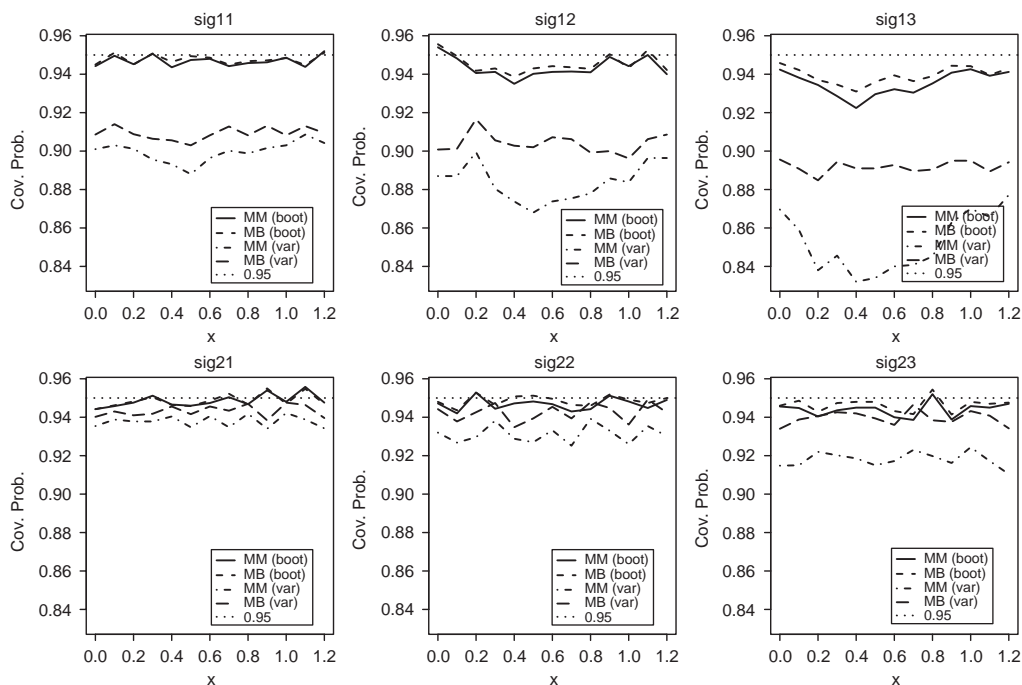 sig11
Cov. Prob.
0.96
0.94
0.92
0.90
0.88
0.86
0.84
MM (boot)
MB (boot)
MM (var)
MB (var)
0.95
0.0 0.2 0.4 0.6 0.8 1.0 1.2
x
sig12
Cov. Prob.
0.96
0.94
0.92
0.90
0.88
0.86
0.84
MM (boot)
MB (boot)
MM (var)
MB (var)
0.95
0.0 0.2 0.4 0.6 0.8 1.0 1.2
x
sig13
Cov. Prob.
0.96
0.94
0.92
0.90
0.88
0.86
0.84
MM (boot)
MB (boot)
MM (var)
MB (var)
0.95
0.0 0.2 0.4 0.6 0.8 1.0 1.2
x
sig21
Cov. Prob.
0.96
0.94
0.92
0.90
0.88
0.86
0.84
MM (boot)
MB (boot)
MM (var)
MB (var)
0.95
0.0 0.2 0.4 0.6 0.8 1.0 1.2
x
sig22
Cov. Prob.
0.96
0.94
0.92
0.90
0.88
0.86
0.84
MM (boot)
MB (boot)
MM (var)
MB (var)
0.95
0.0 0.2 0.4 0.6 0.8 1.0 1.2
x
sig23
Cov. Prob.
0.96
0.94
0.92
0.90
0.88
0.86
0.84
MM (boot)
MB (boot)
MM (var)
MB (var)
0.95
0.0 0.2 0.4 0.6 0.8 1.0 1.2
x